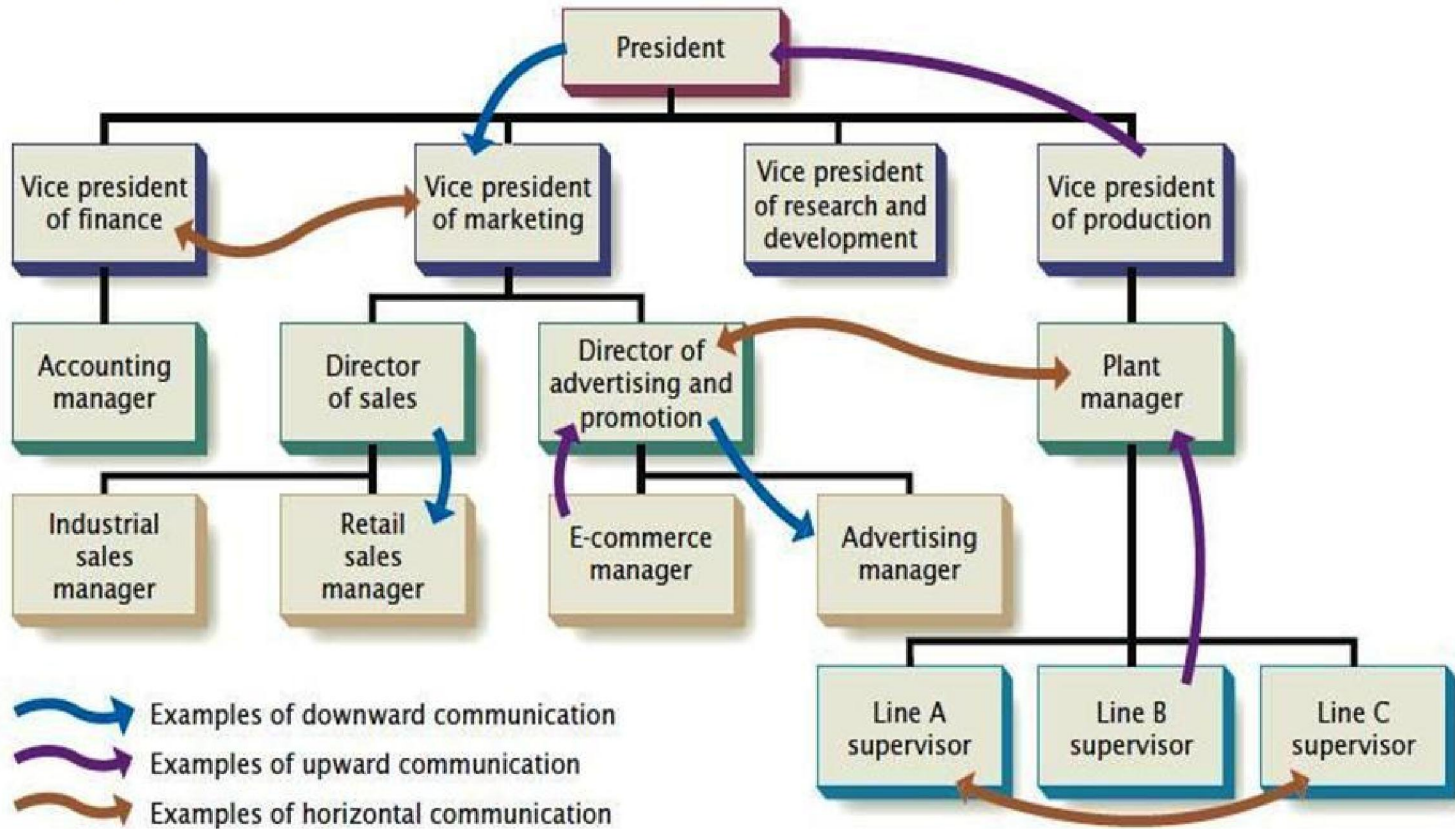 President
Vice president
of finance
Vice president
of marketing
Vice president
of research and
development
Vice president
of production
Accounting
manager
Director
of sales
Director of
advertising and
promotion
Plant
manager
Industrial
sales
manager
Retail
sales
manager
E-commerce
manager
Advertising
manager
Line A
supervisor
Line B
supervisor
Line C
supervisor
Examples of downward communication
Examples of upward communication
Examples of horizontal communication